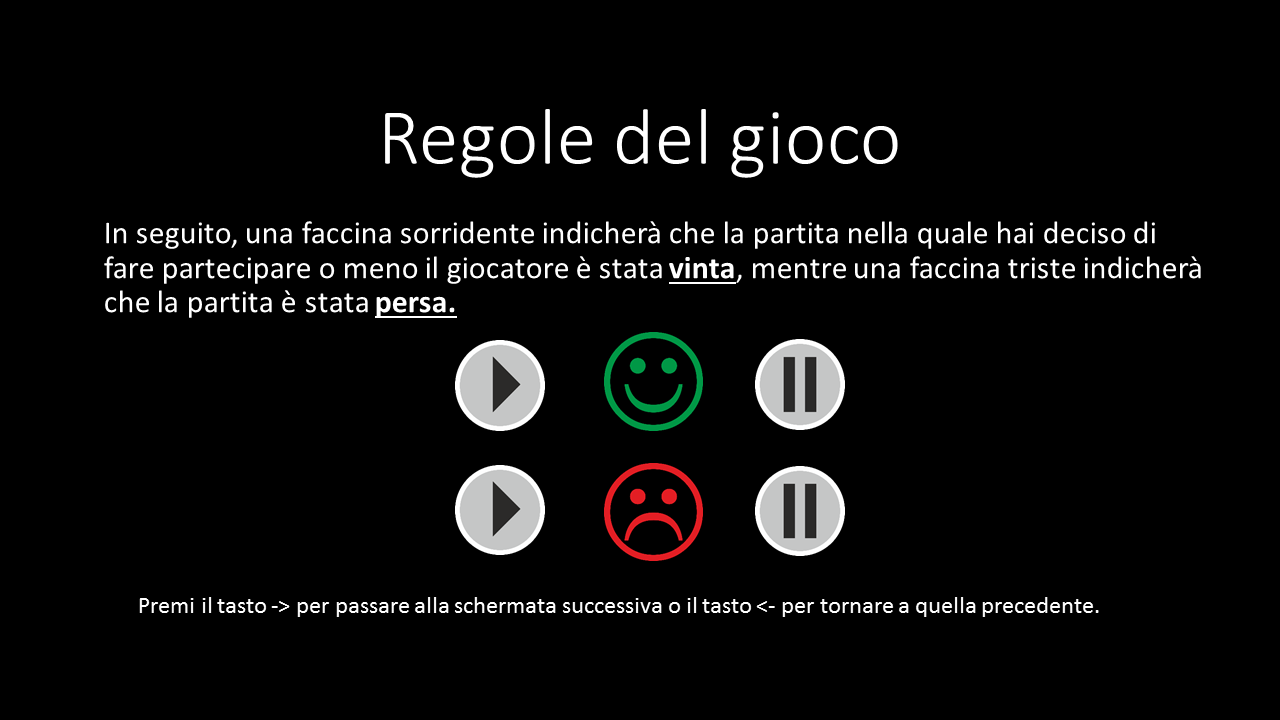 Regole del gioco
In seguito, una faccina sorridente indicherà che la partita nella quale hai deciso di
fare partecipare o meno il giocatore è stata vinta, mentre una faccina triste indicherà
che la partita è stata persa.
Premi il tasto -> per passare alla schermata successiva o il tasto <- per tornare a quella precedente.